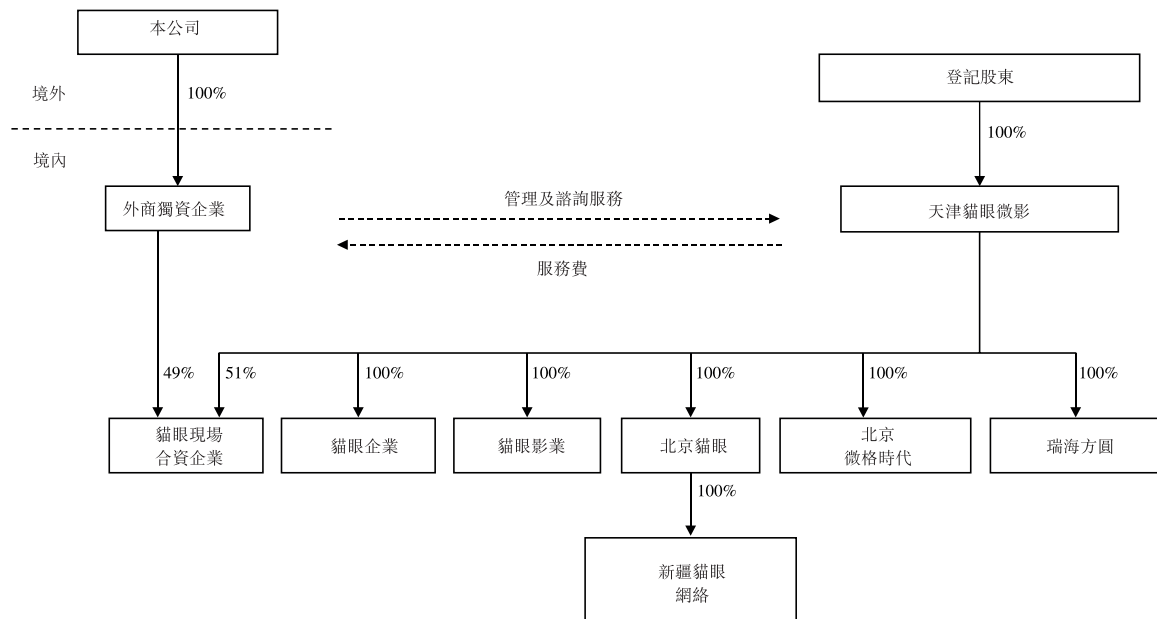 本公司
登記股東
境外
100%
100%
境內
外商獨資企業
管理及諮詢服務
天津貓眼微影
服務費
49%
51%
100%
100%
100%
100%
100%
貓眼現場
合資企業
貓眼企業
貓眼影業
北京貓眼
北京
微格時代
瑞海方圓
100%
新疆貓眼
網絡